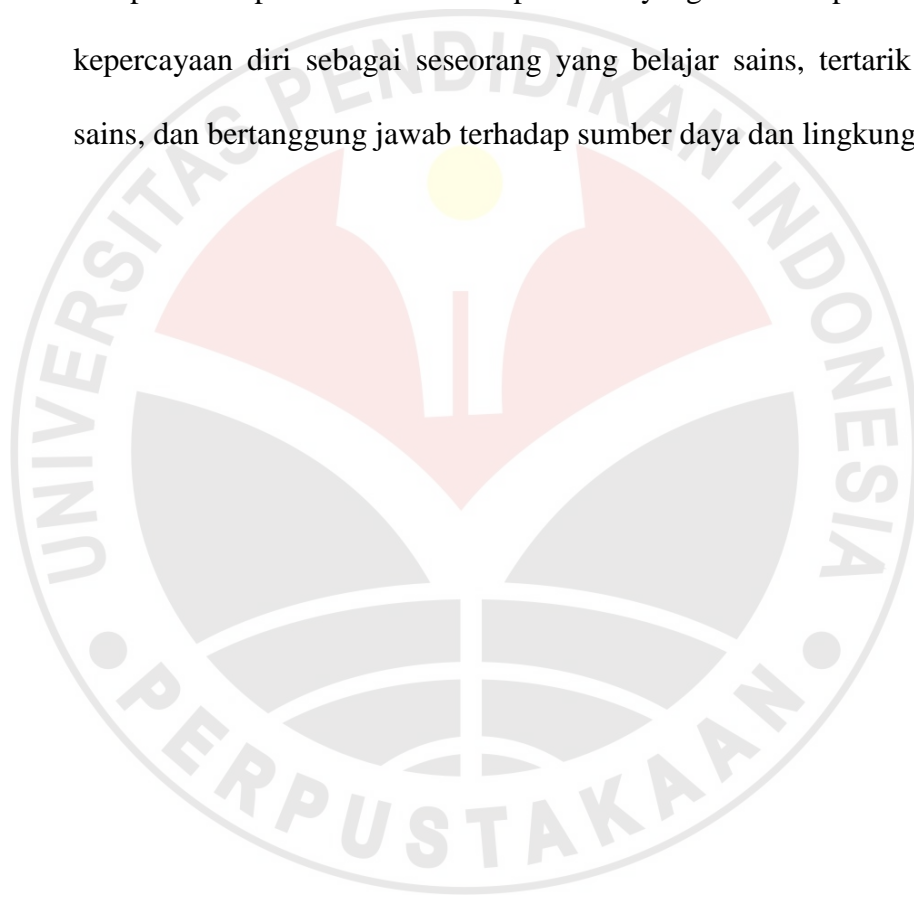 kepercayaan diri sebagai seseorang yang belajar sains, tertarik
sains, dan bertanggung jawab terhadap sumber daya dan lingkung
UNIVERSITAS PENDIDIKAN INDONESIA
PERPUSTAKAAN